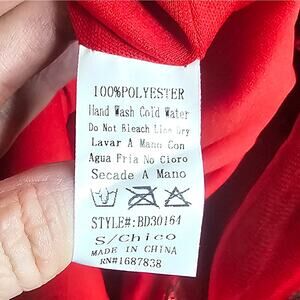 100%POLYESTER
Hand Wash Cold Water
Do Not Bleach Line Dry
Lavar A Mano Con
Agua Fria No Cloro
Secade A Mano
STYLE#:BD30164
S/Chico
MADE IN CHINA
RN#1687838